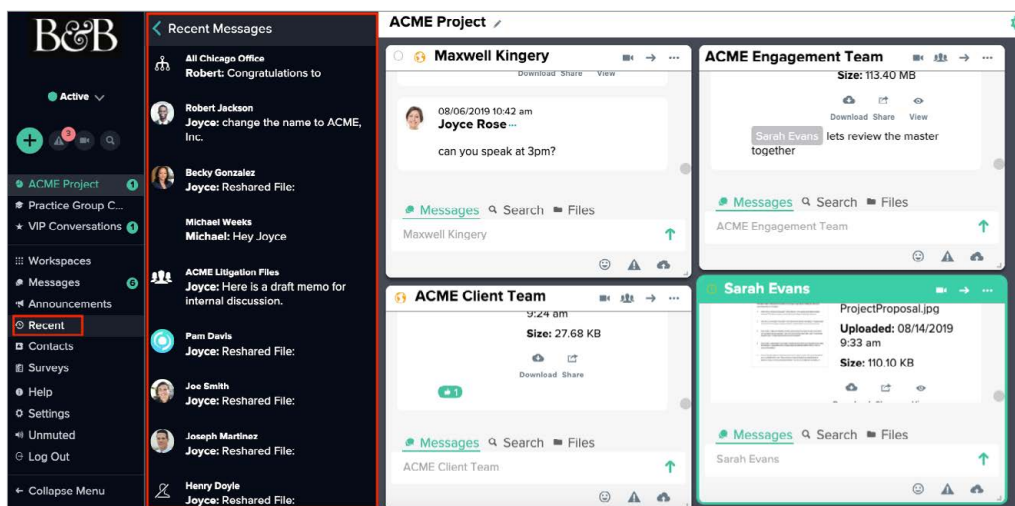 B&B
Active
3
ACME Project 1
Practice Group C...
VIP Conversations 1
Workspaces
Messages 6
Announcements
Recent
Contacts
Surveys
Help
Settings
Unmuted
Log Out
Collapse Menu
Recent Messages
All Chicago Office
Robert: Congratulations to
Robert Jackson
Joyce: change the name to ACME,
Inc.
Becky Gonzalez
Joyce: Reshared File:
Michael Weeks
Michael: Hey Joyce
ACME Litigation Files
Joyce: Here is a draft memo for
internal discussion.
Pam Davis
Joyce: Reshared File:
Joe Smith
Joyce: Reshared File:
Joseph Martinez
Joyce: Reshared File:
Henry Doyle
Joyce: Reshared File:
ACME Project
Maxwell Kingery
Download Share View
08/06/2019 10:42 am
Joyce Rose
can you speak at 3pm?
Messages Search Files
Maxwell Kingery
ACME Engagement Team
Size: 113.40 MB
Download Share View
Sarah Evans lets review the master
together
Messages Search Files
ACME Engagement Team
ACME Client Team
9:24 am
Size: 27.68 KB
Download Share
1
Messages Search Files
ACME Client Team
Sarah Evans
ProjectProposal.jpg
Uploaded: 08/14/2019
9:33 am
Size: 110.10 KB
Messages Search Files
Sarah Evans